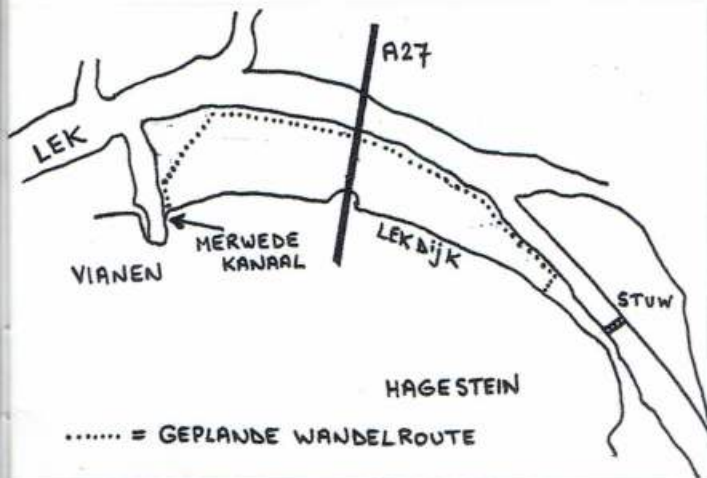 A27
LEK
LEKDijk
MERWEDE
KANAAL
VIANEN
STUW
HAGESTEIN
....... = GEPLANDE WANDELROUTE